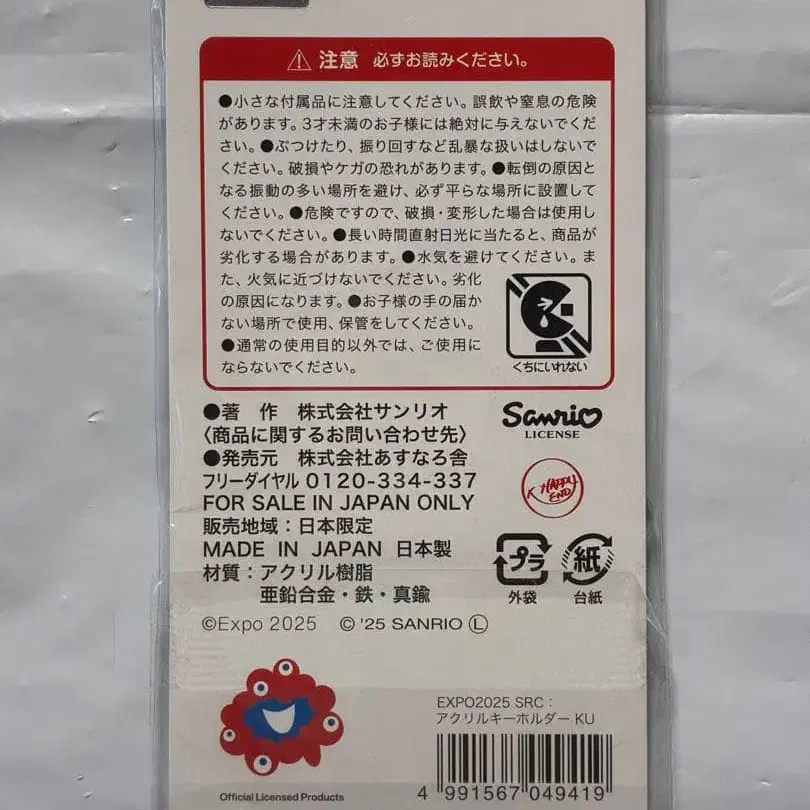 ⚠ 注意 必ずお読みください。
●小さな付属品に注意してください。誤飲や窒息の危険
があります。3才未満のお子様には絶対に与えないでくだ
さい。●ぶつけたり、振り回すなど乱暴な扱いはしないで
ください。破損やケガの恐れがあります。●転倒の原因と
なる振動の多い場所を避け、必ず平らな場所に設置して
ください。●危険ですので、破損・変形した場合は使用し
ないでください。●長い時間直射日光に当たると、商品が
劣化する場合があります。●水気を避けてください。ま
た、火気に近づけないでください。劣化
の原因になります。●お子様の手の届か
ない場所で使用、保管をしてください。
●通常の使用目的以外では、ご使用に
ならないでください。
くちにいれない
●著 作 株式会社サンリオ
〈商品に関するお問い合わせ先〉
●発売元 株式会社あすなろ舎
フリーダイヤル 0120-334-337
FOR SALE IN JAPAN ONLY
販売地域：日本限定
MADE IN JAPAN 日本製
材質：アクリル樹脂
亜鉛合金・鉄・真鍮
Sanrio
LICENSE
K HAPPY
END
プラ
外袋
紙
台紙
©Expo 2025 © '25 SANRIO Ⓛ
Official Licensed Products
EXPO2025 SRC：
アクリルキーホルダー KU
4 991567 049419